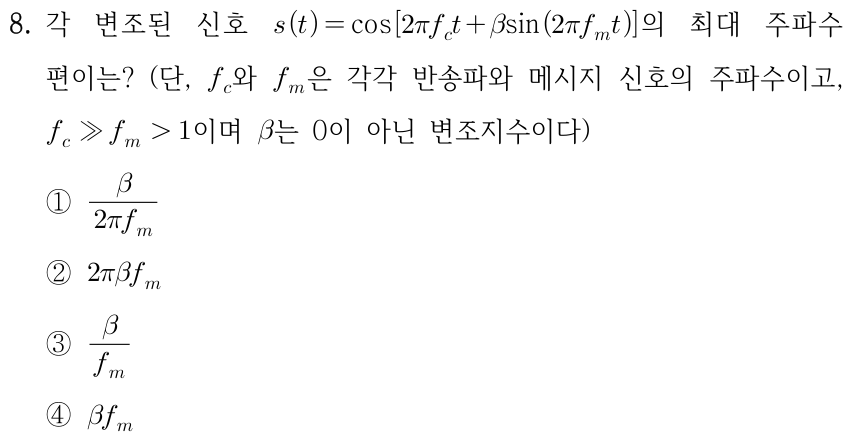 8. 각 변조된 신호 s(t)=cos[2πf_c t+βsin(2πf_m t)]의 최대 주파수
편이는? (단, f_c와 f_m은 각각 반송파와 메시지 신호의 주파수이고,
f_c ≫ f_m > 1이며 β는 0이 아닌 변조지수이다)
① β/(2πf_m)
② 2πβf_m
③ β/f_m
④ βf_m